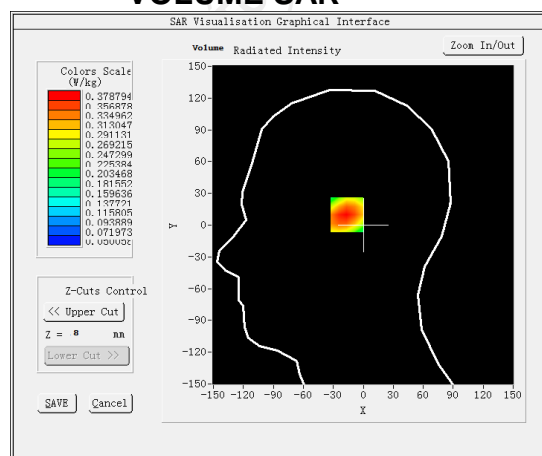 VOLUME SAR
SAR Visualisation Graphical Interface
Volume Radiated Intensity
Zoom In/Out
Colors Scale
(W/kg)
0.378794
0.356878
0.334962
0.313047
0.291131
0.269215
0.247299
0.225384
0.203468
0.181552
0.159636
0.137721
0.115805
0.093889
0.071973
0.050058
Z-Cuts Control
<< Upper Cut
Z = 8 mm
Lower Cut >>
SAVE
Cancel
150-
120-
90-
60-
30-
0-
-30-
-60-
-90-
-120-
-150-
Y
-150 -120 -90 -60 -30 0 30 60 90 120 150
X